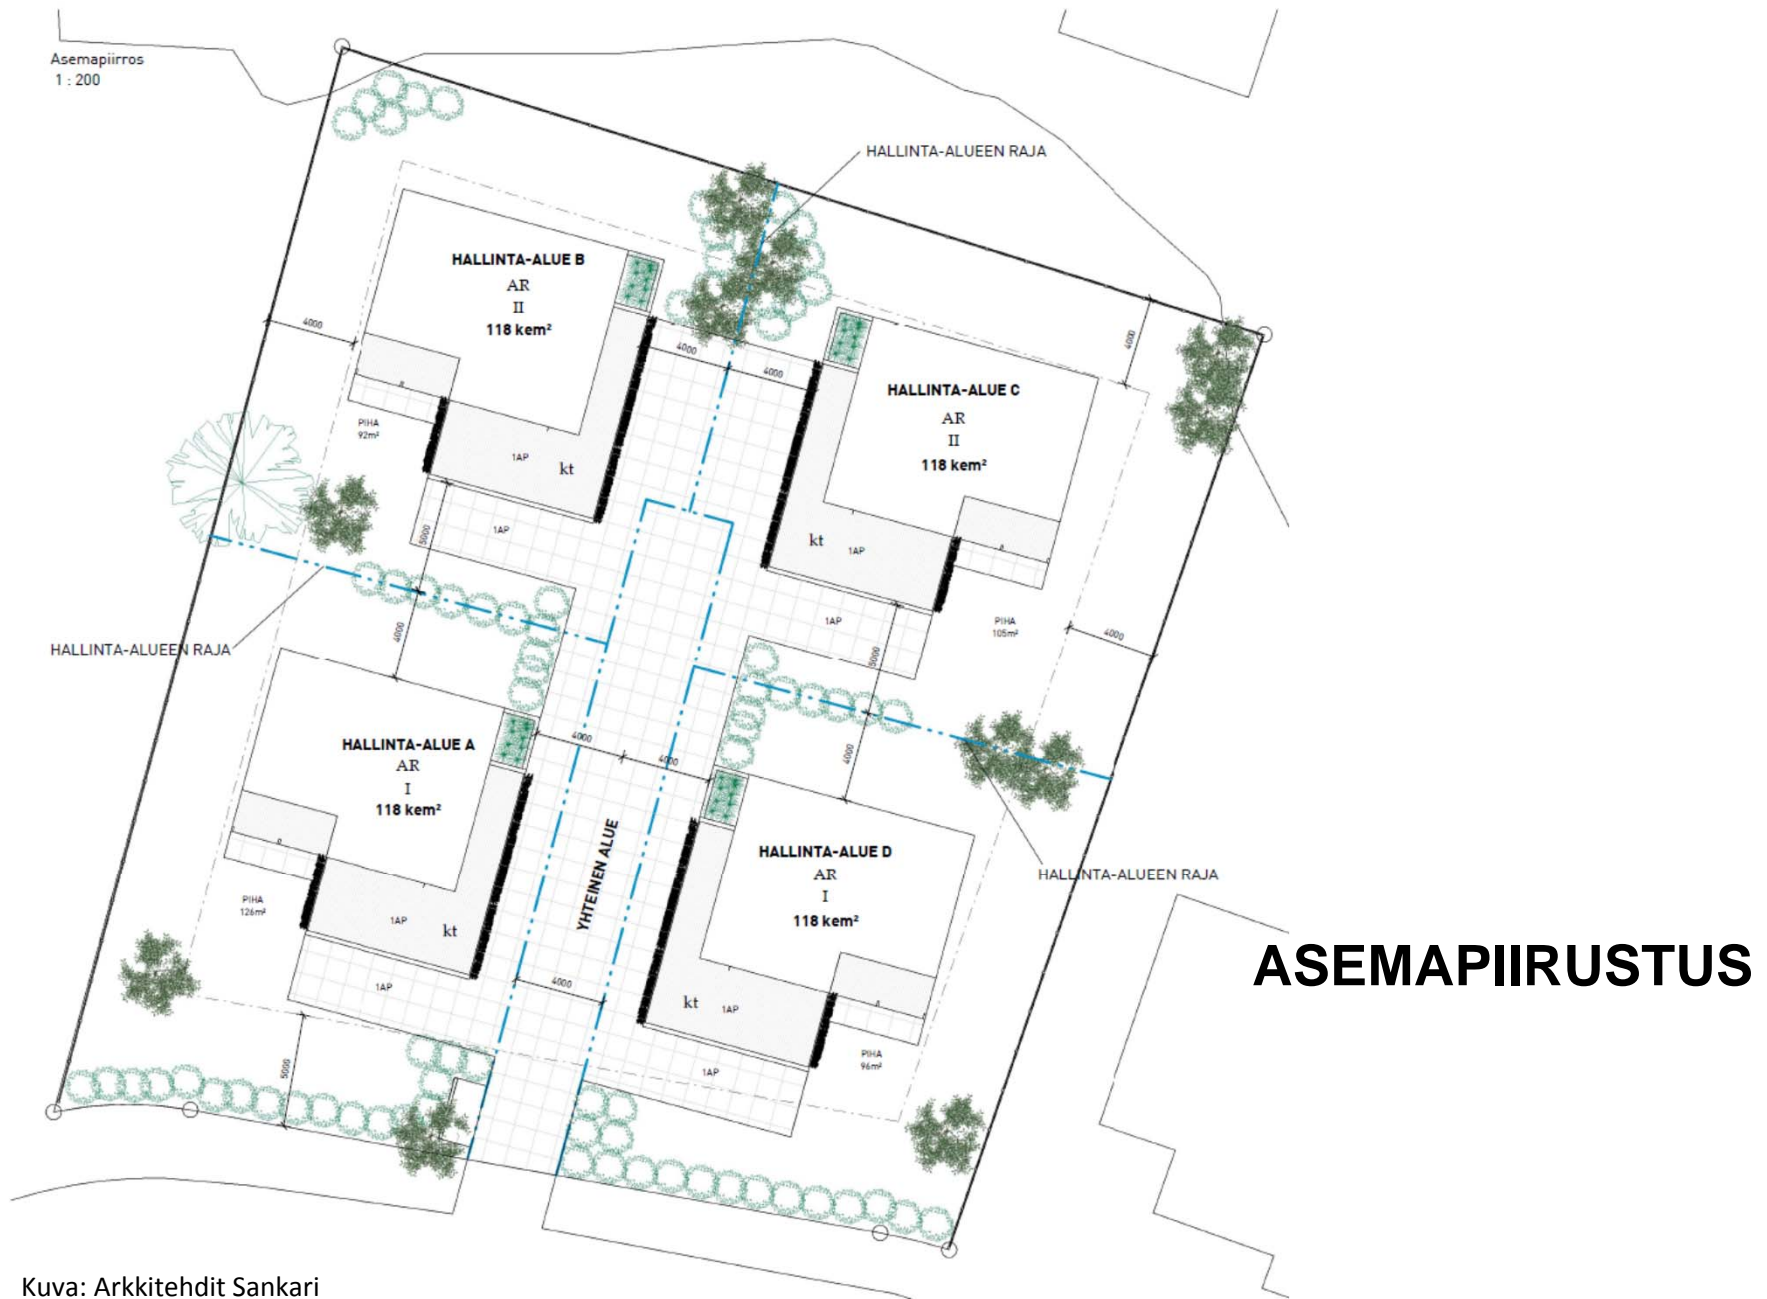 Asemapiirros
1 : 200
HALLINTA-ALUEEN RAJA
HALLINTA-ALUE B
AR
II
118 kem²
4000
4000
4000
4000
HALLINTA-ALUE C
AR
II
118 kem²
PIHA
92m²
1AP
kt
1AP
5000
kt
1AP
1AP
PIHA
105m²
4000
5000
4000
HALLINTA-ALUEEN RAJA
HALLINTA-ALUE A
AR
I
118 kem²
4000
4000
4000
YHTEINEN ALUE
HALLINTA-ALUE D
AR
I
118 kem²
HALLINTA-ALUEEN RAJA
PIHA
126m²
1AP
kt
1AP
4000
kt
1AP
1AP
PIHA
96m²
5000
ASEMAPIIRUSTUS
Kuva: Arkkitehdit Sankari